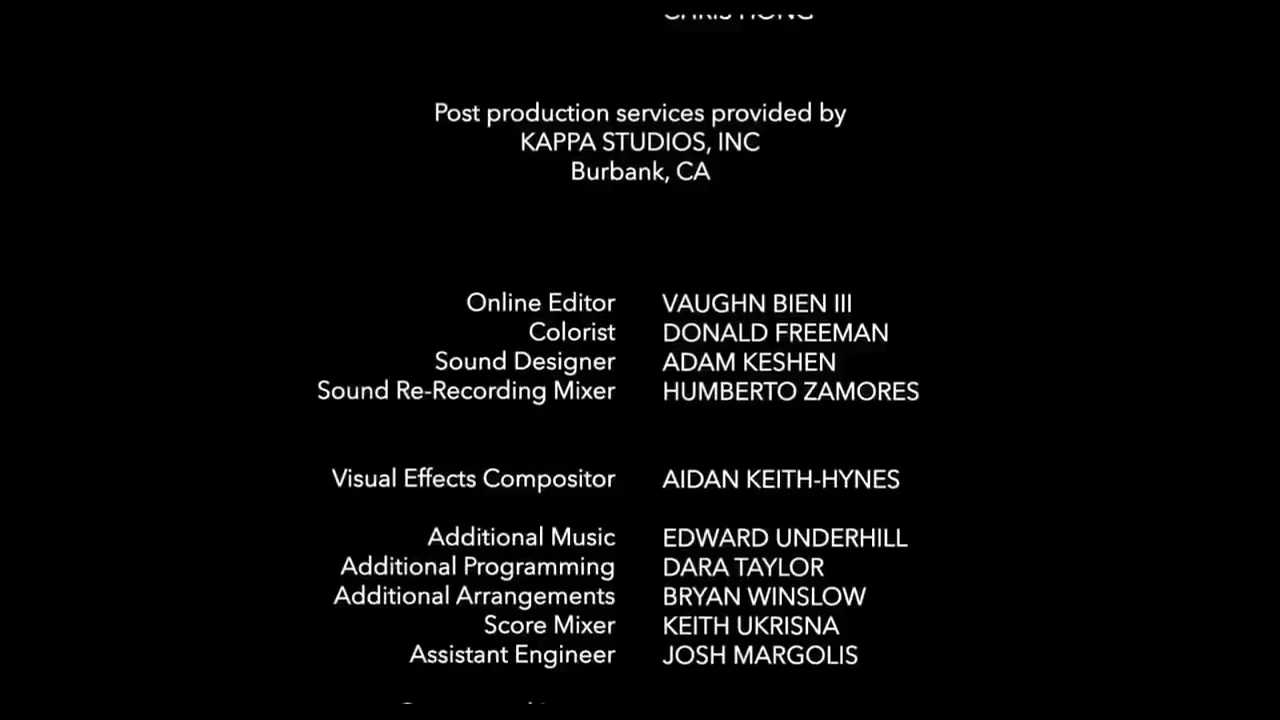 CHRIS HONG
Post production services provided by
KAPPA STUDIOS, INC
Burbank, CA
Online Editor VAUGHN BIEN III
Colorist DONALD FREEMAN
Sound Designer ADAM KESHEN
Sound Re-Recording Mixer HUMBERTO ZAMORES
Visual Effects Compositor AIDAN KEITH-HYNES
Additional Music EDWARD UNDERHILL
Additional Programming DARA TAYLOR
Additional Arrangements BRYAN WINSLOW
Score Mixer KEITH UKRISNA
Assistant Engineer JOSH MARGOLIS